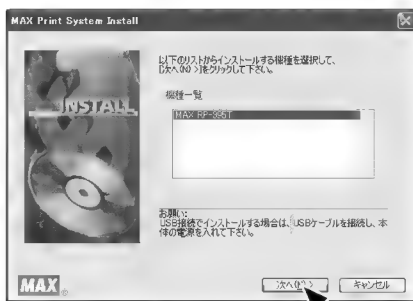 MAX Print System Install
以下のリストからインストールする機種を選択して、
[次へ(N) >]をクリックして下さい。
機種一覧
MAX RP-395T
INSTALL
お願い:
USB接続でインストールする場合は、USBケーブルを接続し、本
体の電源を入れて下さい。
MAX
次へ(N) >
キャンセル